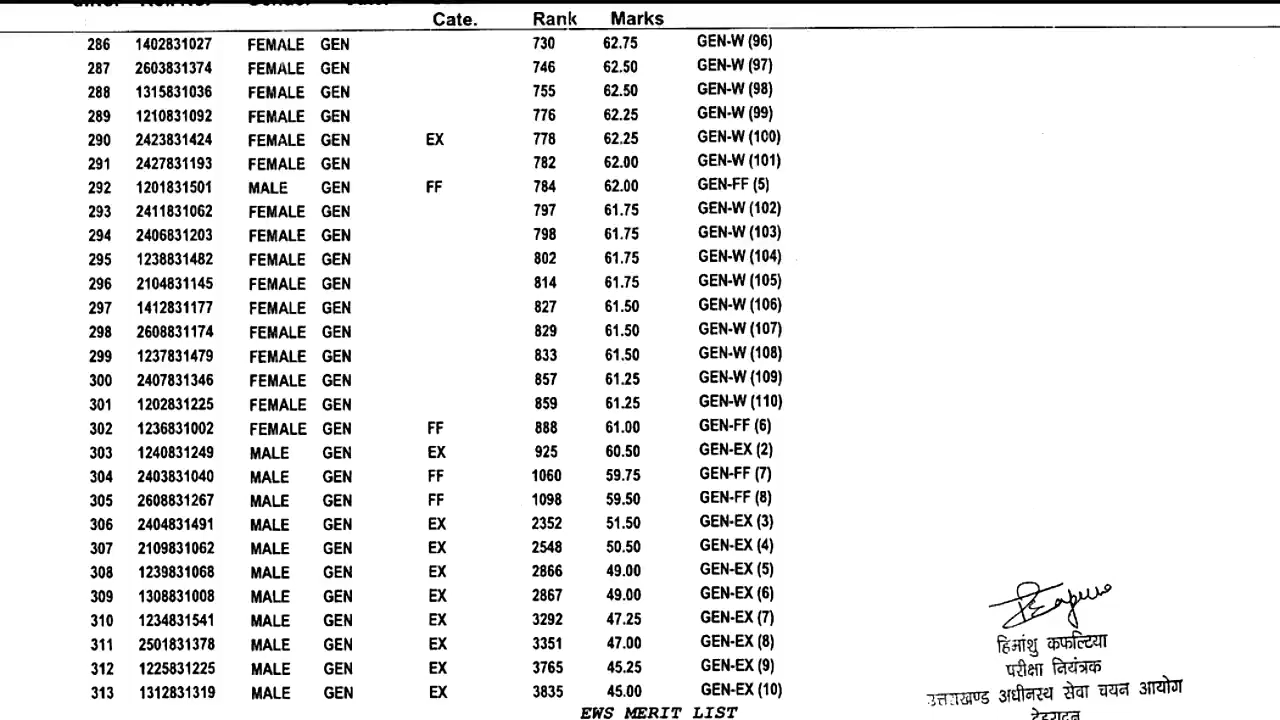 Cate. Rank Marks
286 1402831027 FEMALE GEN 730 62.75 GEN-W (96)
287 2603831374 FEMALE GEN 746 62.50 GEN-W (97)
288 1315831036 FEMALE GEN 755 62.50 GEN-W (98)
289 1210831092 FEMALE GEN 776 62.25 GEN-W (99)
290 2423831424 FEMALE GEN EX 778 62.25 GEN-W (100)
291 2427831193 FEMALE GEN 782 62.00 GEN-W (101)
292 1201831501 MALE GEN FF 784 62.00 GEN-FF (5)
293 2411831062 FEMALE GEN 797 61.75 GEN-W (102)
294 2406831203 FEMALE GEN 798 61.75 GEN-W (103)
295 1238831482 FEMALE GEN 802 61.75 GEN-W (104)
296 2104831145 FEMALE GEN 814 61.75 GEN-W (105)
297 1412831177 FEMALE GEN 827 61.50 GEN-W (106)
298 2608831174 FEMALE GEN 829 61.50 GEN-W (107)
299 1237831479 FEMALE GEN 833 61.50 GEN-W (108)
300 2407831346 FEMALE GEN 857 61.25 GEN-W (109)
301 1202831225 FEMALE GEN 859 61.25 GEN-W (110)
302 1236831002 FEMALE GEN FF 888 61.00 GEN-FF (6)
303 1240831249 MALE GEN EX 925 60.50 GEN-EX (2)
304 2403831040 MALE GEN FF 1060 59.75 GEN-FF (7)
305 2608831267 MALE GEN FF 1098 59.50 GEN-FF (8)
306 2404831491 MALE GEN EX 2352 51.50 GEN-EX (3)
307 2109831062 MALE GEN EX 2548 50.50 GEN-EX (4)
308 1239831068 MALE GEN EX 2866 49.00 GEN-EX (5)
309 1308831008 MALE GEN EX 2867 49.00 GEN-EX (6)
310 1234831541 MALE GEN EX 3292 47.25 GEN-EX (7)
311 2501831378 MALE GEN EX 3351 47.00 GEN-EX (8)
312 1225831225 MALE GEN EX 3765 45.25 GEN-EX (9)
313 1312831319 MALE GEN EX 3835 45.00 GEN-EX (10)
EWS MERIT LIST
हिमांशु कफल्टिया
परीक्षा नियंत्रक
उत्तराखण्ड अधीनस्थ सेवा चयन आयोग